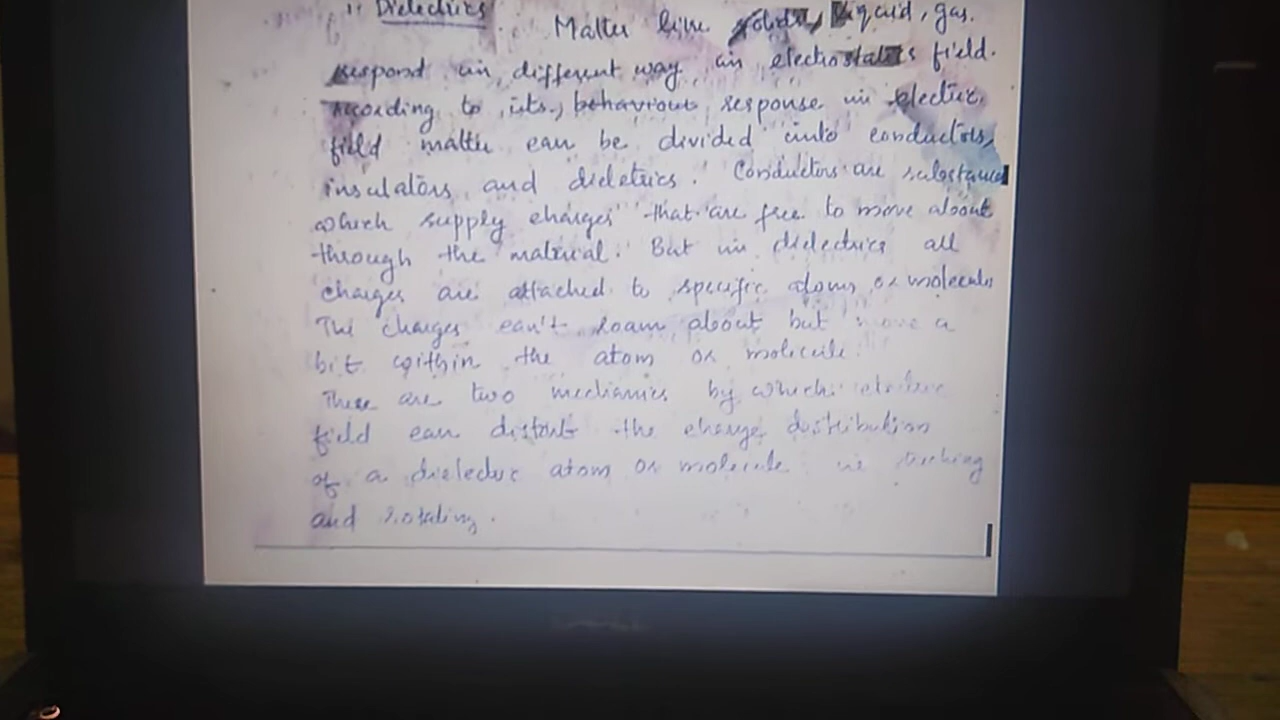 1. Dielectrics
Matter like solids, liquid, gas.
respond in different way in electrostatics field.
According to its, behaviour response in electric
field matter can be divided into conductors,
insulators and dieletrics. Conductors are substance
which supply charges that are free to move about
through the material. But in dielectrics all
charges are attached to specific atoms or molecules
The charges can't roam about but move a
bit within the atom or molecule.
There are two mechanics by which
field can distort the charge distribution
of a dielectric atom or molecule
and rotating.